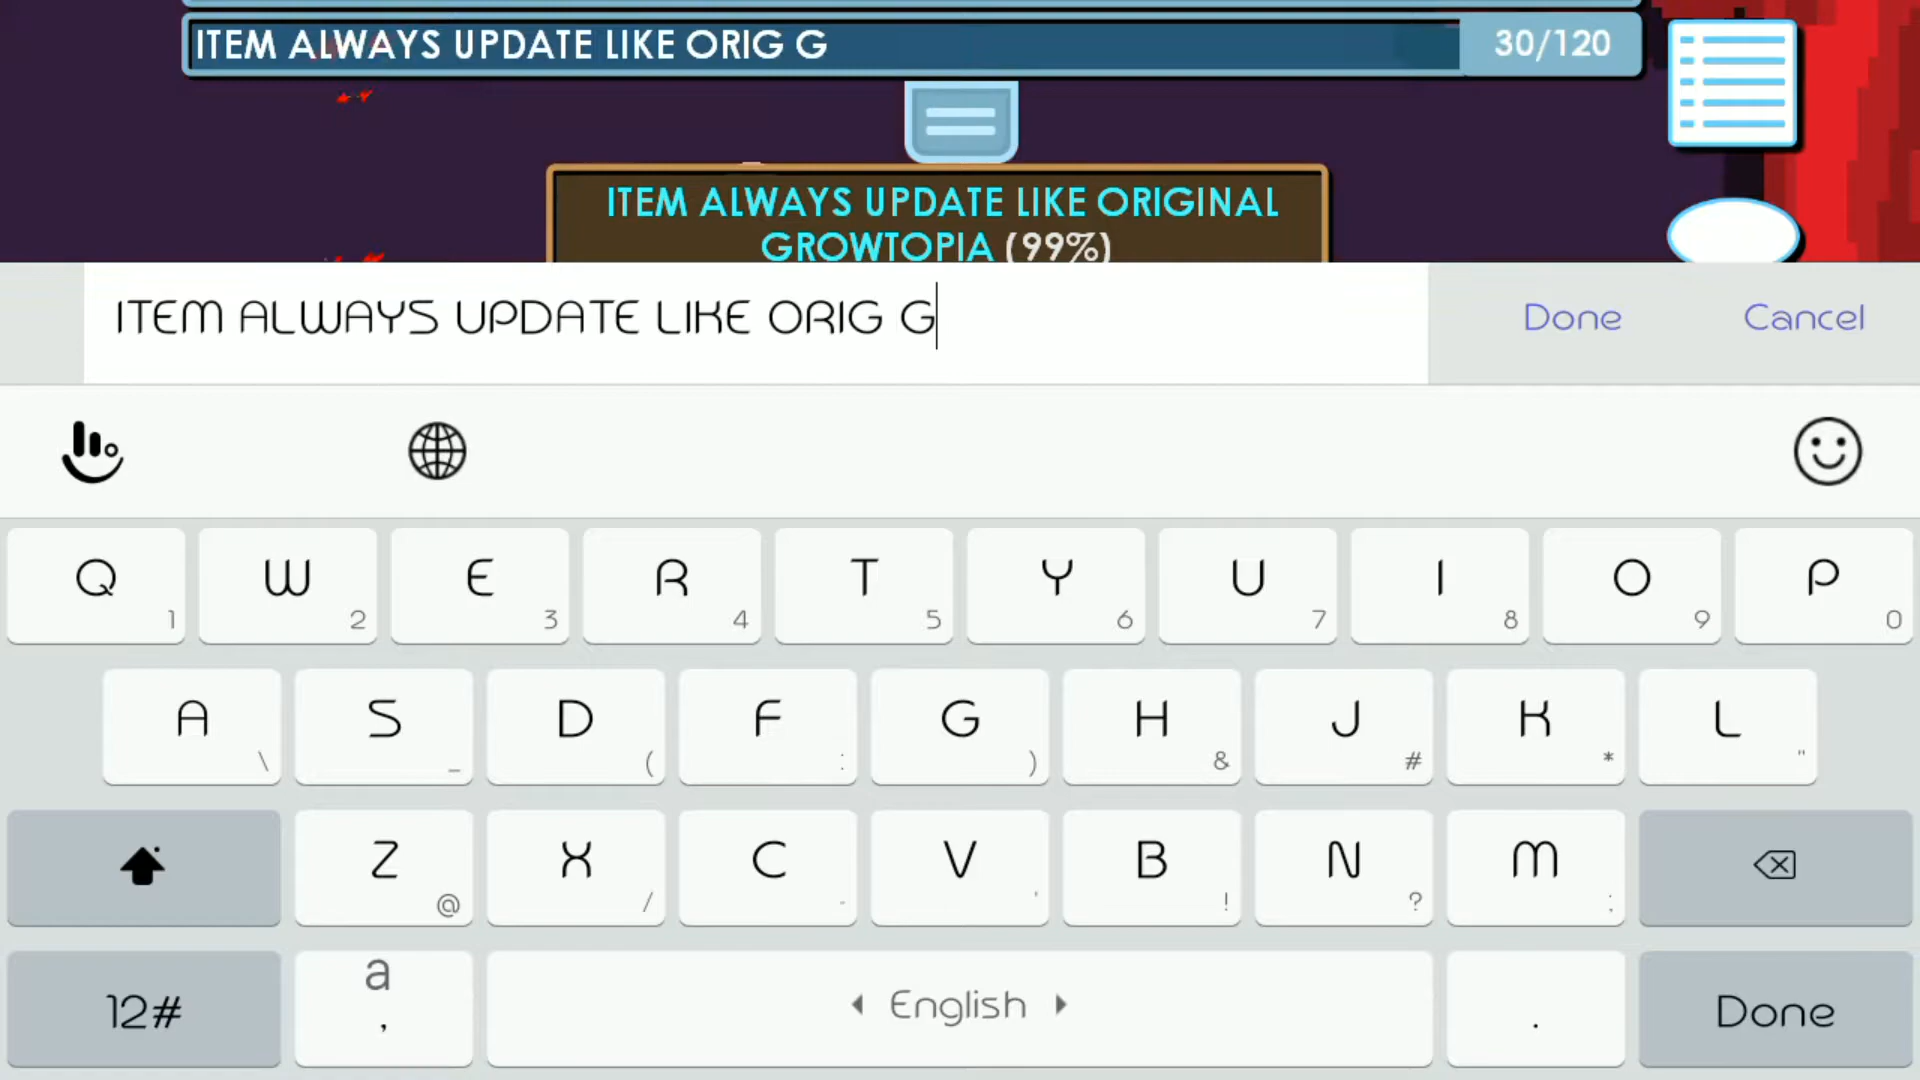 ITEM ALWAYS UPDATE LIKE ORIG G 30/120
ITEM ALWAYS UPDATE LIKE ORIGINAL
GROWTOPIA (99%)
ITEM ALWAYS UPDATE LIKE ORIG G Done Cancel
Q 1 W 2 E 3 R 4 T 5 Y 6 U 7 I 8 O 9 P 0
A \ S _ D ( F : G ) H & J # K * L "
Z @ X / C - V ' B ! N ? M ;
12# a , English . Done